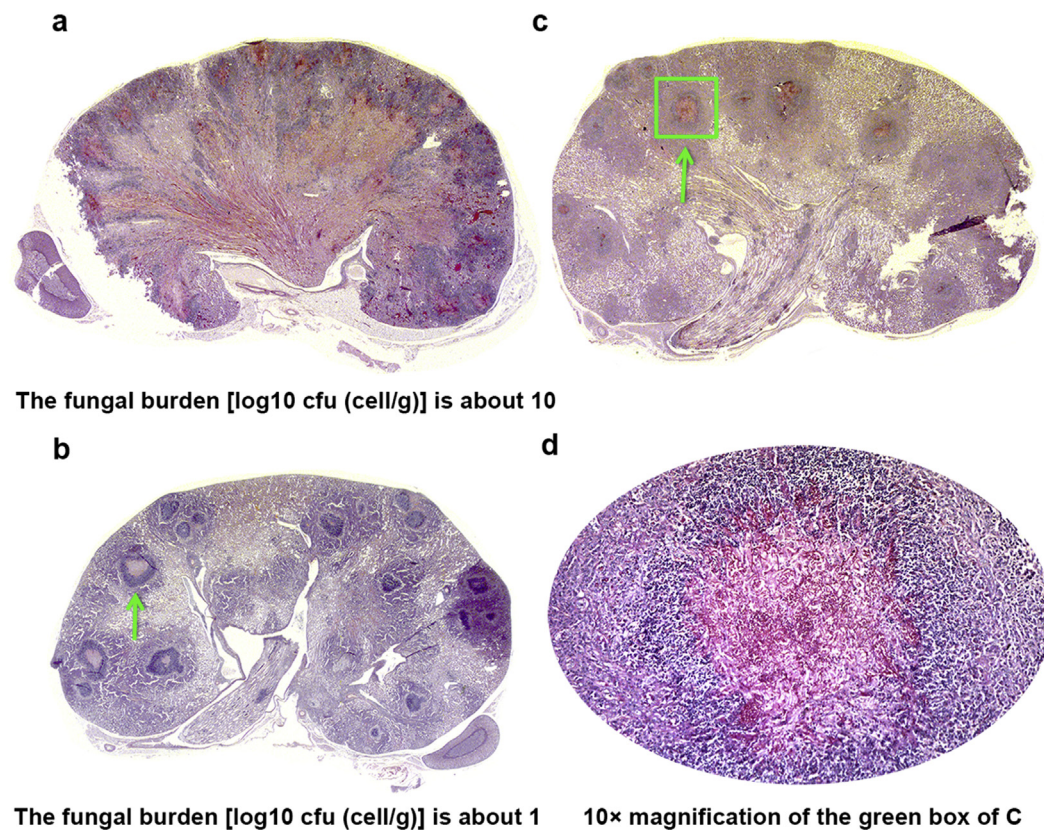 a
c
The fungal burden [log10 cfu (cell/g)] is about 10
b
d
The fungal burden [log10 cfu (cell/g)] is about 1
10× magnification of the green box of C